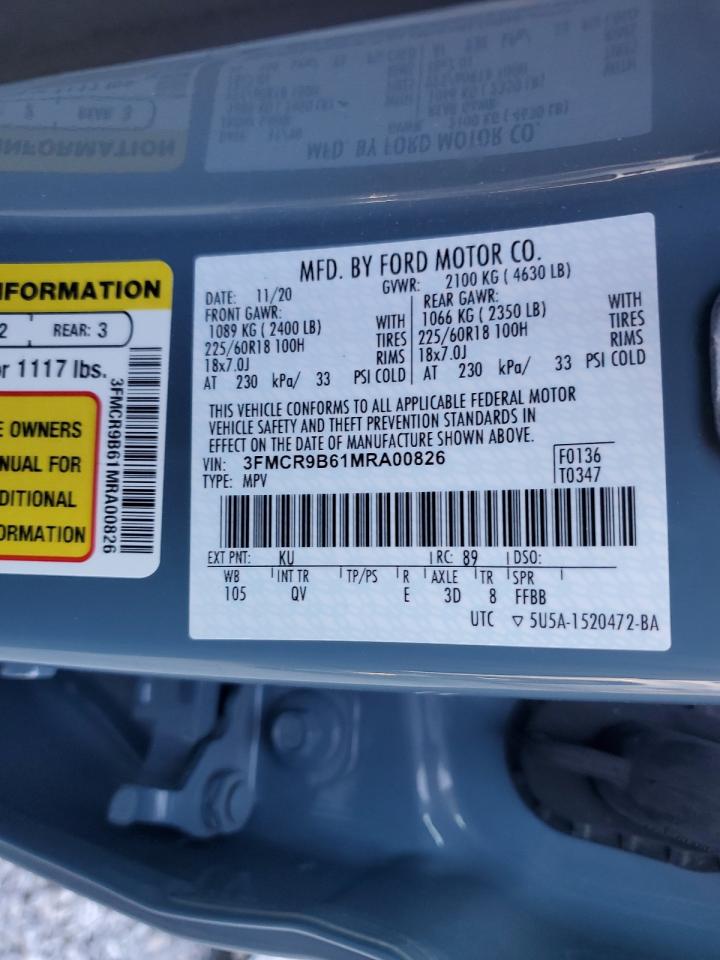 NFORMATION
2 REAR: 3
or 1117 lbs.
E OWNERS
NUAL FOR
DITIONAL
ORMATION
3FMCR9B61MRA00826
MFD. BY FORD MOTOR CO.
DATE: 11/20 GVWR: 2100 KG ( 4630 LB)
FRONT GAWR: REAR GAWR:
1089 KG ( 2400 LB) WITH 1066 KG ( 2350 LB) WITH
225/60R18 100H TIRES 225/60R18 100H TIRES
18x7.0J RIMS 18x7.0J RIMS
AT 230 kPa/ 33 PSI COLD AT 230 kPa/ 33 PSI COLD
THIS VEHICLE CONFORMS TO ALL APPLICABLE FEDERAL MOTOR
VEHICLE SAFETY AND THEFT PREVENTION STANDARDS IN
EFFECT ON THE DATE OF MANUFACTURE SHOWN ABOVE.
VIN: 3FMCR9B61MRA00826 F0136
TYPE: MPV T0347
EXT PNT: KU RC: 89 DSO:
WB INT TR TP/PS R AXLE TR SPR
105 QV E 3D 8 FFBB
UTC ▽ 5U5A-1520472-BA